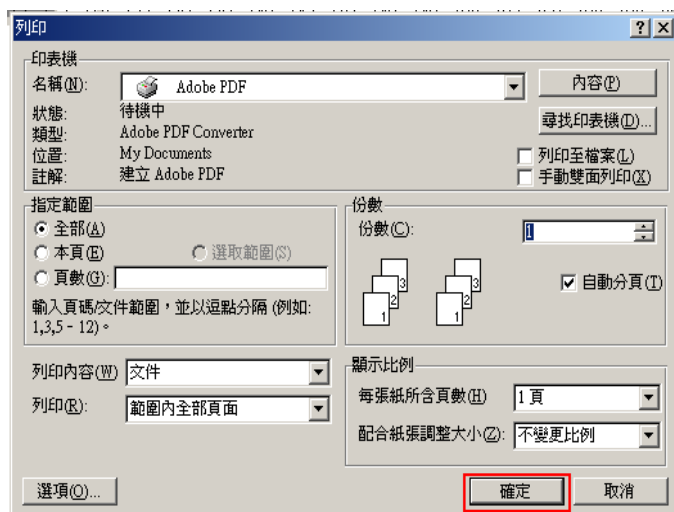 列印
印表機
名稱(N): Adobe PDF 內容(P)
狀態: 待機中 尋找印表機(D)...
類型: Adobe PDF Converter
位置: My Documents 列印至檔案(L)
註解: 建立 Adobe PDF 手動雙面列印(X)
指定範圍
全部(A)
本頁(E) 選取範圍(S)
頁數(G):
輸入頁碼/文件範圍，並以逗點分隔 (例如:
1,3,5 - 12)。
份數
份數(C): 1
3 3
2 2
1 1
自動分頁(T)
列印內容(W) 文件
列印(R): 範圍內全部頁面
顯示比例
每張紙所含頁數(H) 1 頁
配合紙張調整大小(Z): 不變更比例
選項(O)... 確定 取消